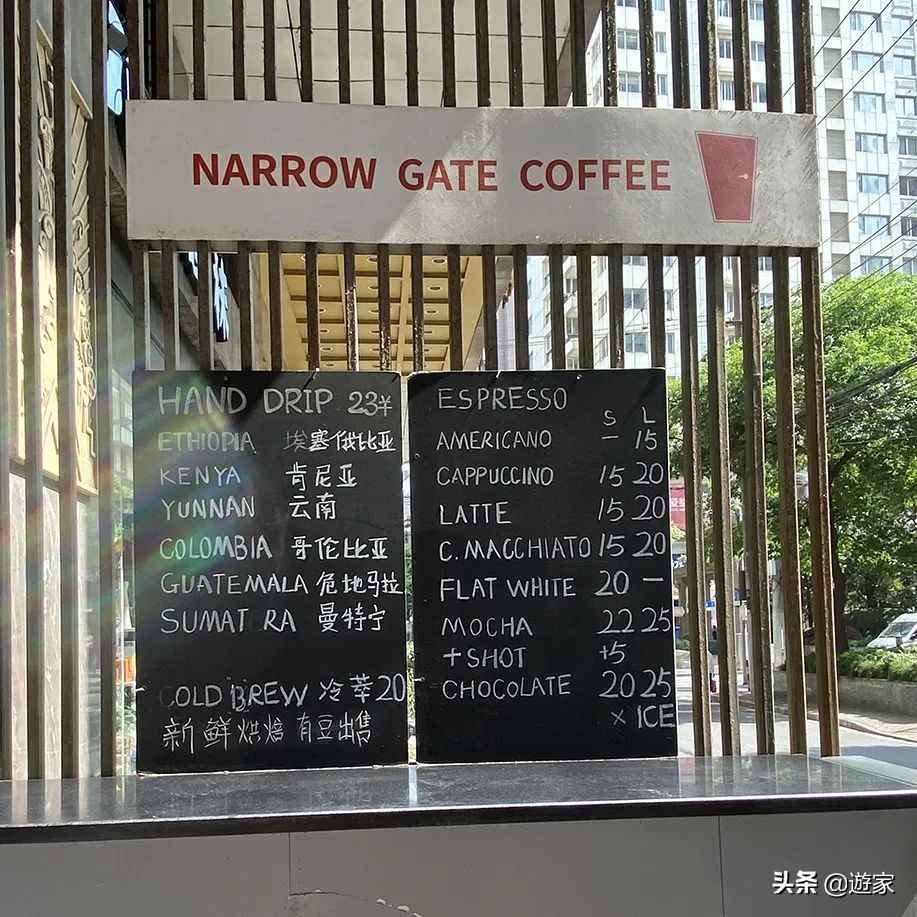 NARROW GATE COFFEE
HAND DRIP 23¥
ETHIOPIA 埃塞俄比亚
KENYA 肯尼亚
YUNNAN 云南
COLOMBIA 哥伦比亚
GUATEMALA 危地马拉
SUMATRA 曼特宁
COLD BREW 冷萃 20
新鲜烘焙 有豆出售
ESPRESSO
S L
AMERICANO - 15
CAPPUCCINO 15 20
LATTE 15 20
C. MACCHIATO 15 20
FLAT WHITE 20 -
MOCHA 22 25
+ SHOT +5
CHOCOLATE 20 25
× ICE
头条 @遊家